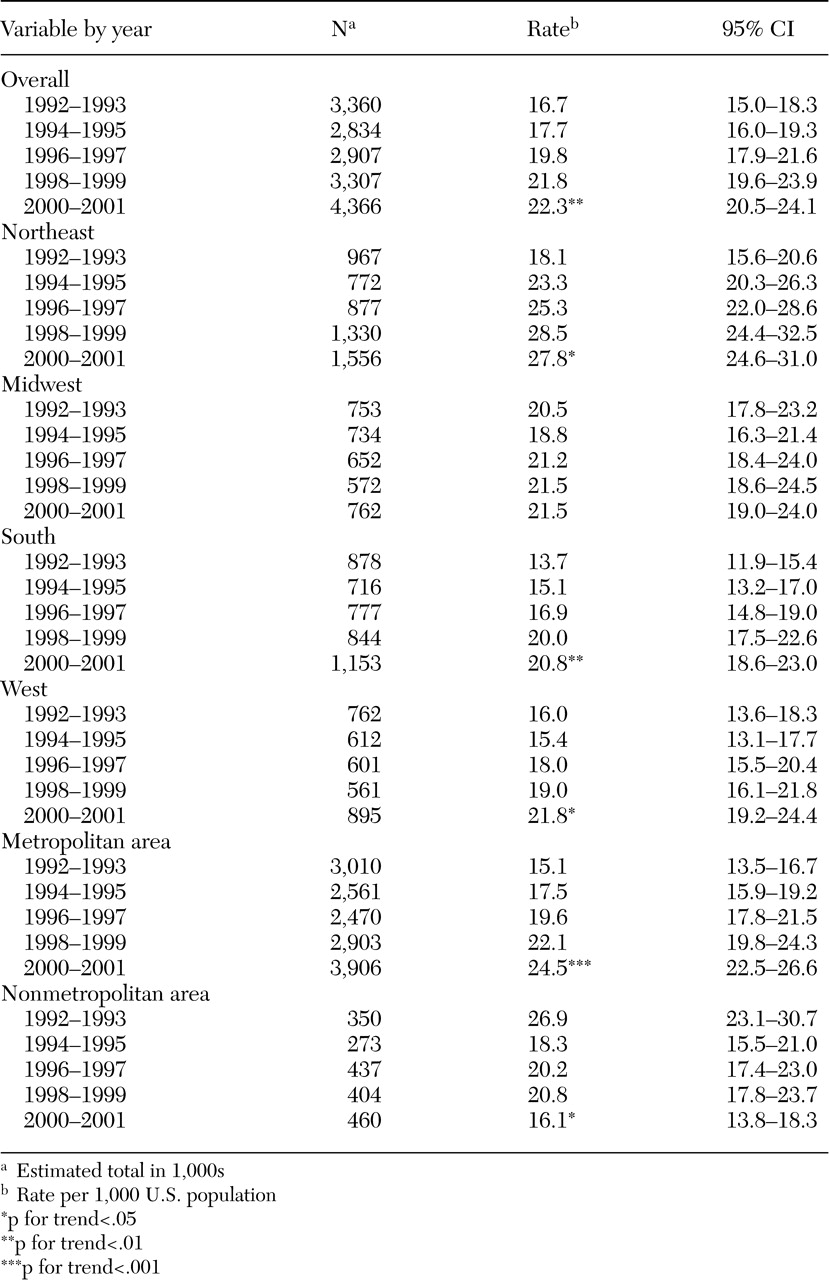 Variable by year Nᵃ Rateᵇ 95% CI
Overall
1992–1993 3,360 16.7 15.0–18.3
1994–1995 2,834 17.7 16.0–19.3
1996–1997 2,907 19.8 17.9–21.6
1998–1999 3,307 21.8 19.6–23.9
2000–2001 4,366 22.3** 20.5–24.1
Northeast
1992–1993 967 18.1 15.6–20.6
1994–1995 772 23.3 20.3–26.3
1996–1997 877 25.3 22.0–28.6
1998–1999 1,330 28.5 24.4–32.5
2000–2001 1,556 27.8* 24.6–31.0
Midwest
1992–1993 753 20.5 17.8–23.2
1994–1995 734 18.8 16.3–21.4
1996–1997 652 21.2 18.4–24.0
1998–1999 572 21.5 18.6–24.5
2000–2001 762 21.5 19.0–24.0
South
1992–1993 878 13.7 11.9–15.4
1994–1995 716 15.1 13.2–17.0
1996–1997 777 16.9 14.8–19.0
1998–1999 844 20.0 17.5–22.6
2000–2001 1,153 20.8** 18.6–23.0
West
1992–1993 762 16.0 13.6–18.3
1994–1995 612 15.4 13.1–17.7
1996–1997 601 18.0 15.5–20.4
1998–1999 561 19.0 16.1–21.8
2000–2001 895 21.8* 19.2–24.4
Metropolitan area
1992–1993 3,010 15.1 13.5–16.7
1994–1995 2,561 17.5 15.9–19.2
1996–1997 2,470 19.6 17.8–21.5
1998–1999 2,903 22.1 19.8–24.3
2000–2001 3,906 24.5*** 22.5–26.6
Nonmetropolitan area
1992–1993 350 26.9 23.1–30.7
1994–1995 273 18.3 15.5–21.0
1996–1997 437 20.2 17.4–23.0
1998–1999 404 20.8 17.8–23.7
2000–2001 460 16.1* 13.8–18.3
ᵃ Estimated total in 1,000s
ᵇ Rate per 1,000 U.S. population
*p for trend<.05
**p for trend<.01
***p for trend<.001